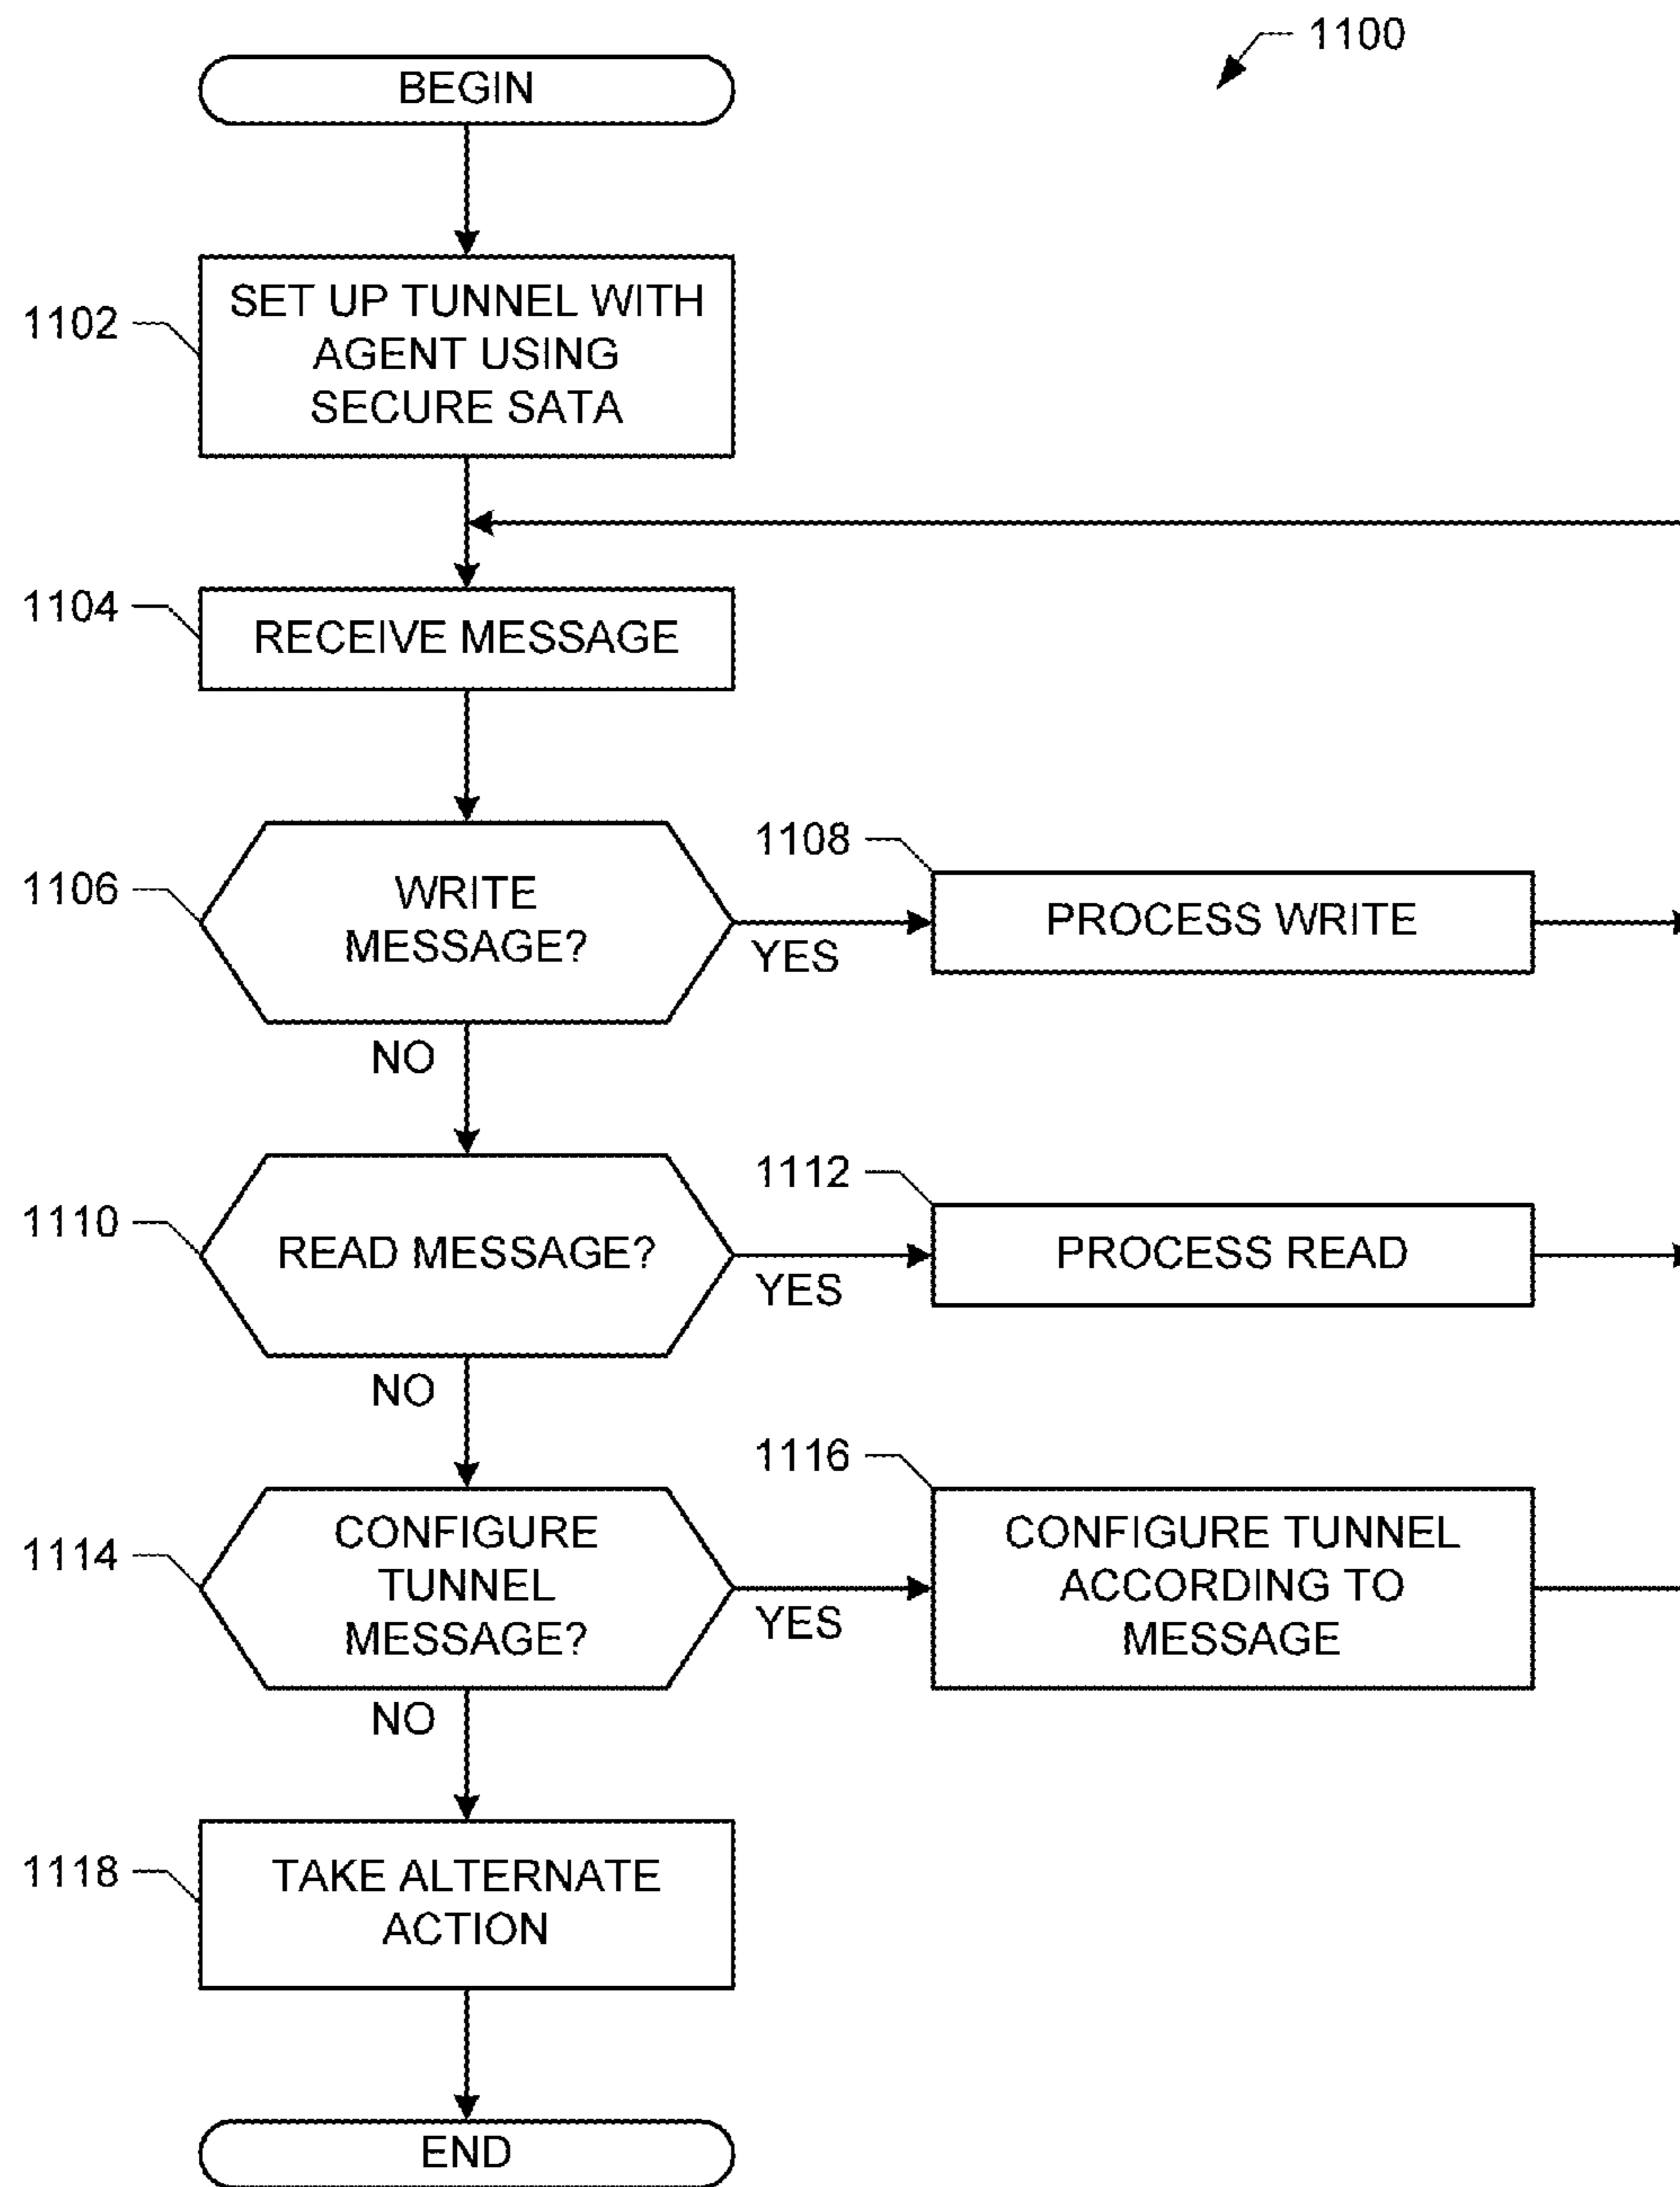 1100
BEGIN
1102
SET UP TUNNEL WITH
AGENT USING
SECURE SATA
1104
RECEIVE MESSAGE
1106
WRITE
MESSAGE?
YES
NO
1108
PROCESS WRITE
1110
READ MESSAGE?
YES
NO
1112
PROCESS READ
1114
CONFIGURE
TUNNEL
MESSAGE?
YES
NO
1116
CONFIGURE TUNNEL
ACCORDING TO
MESSAGE
1118
TAKE ALTERNATE
ACTION
END